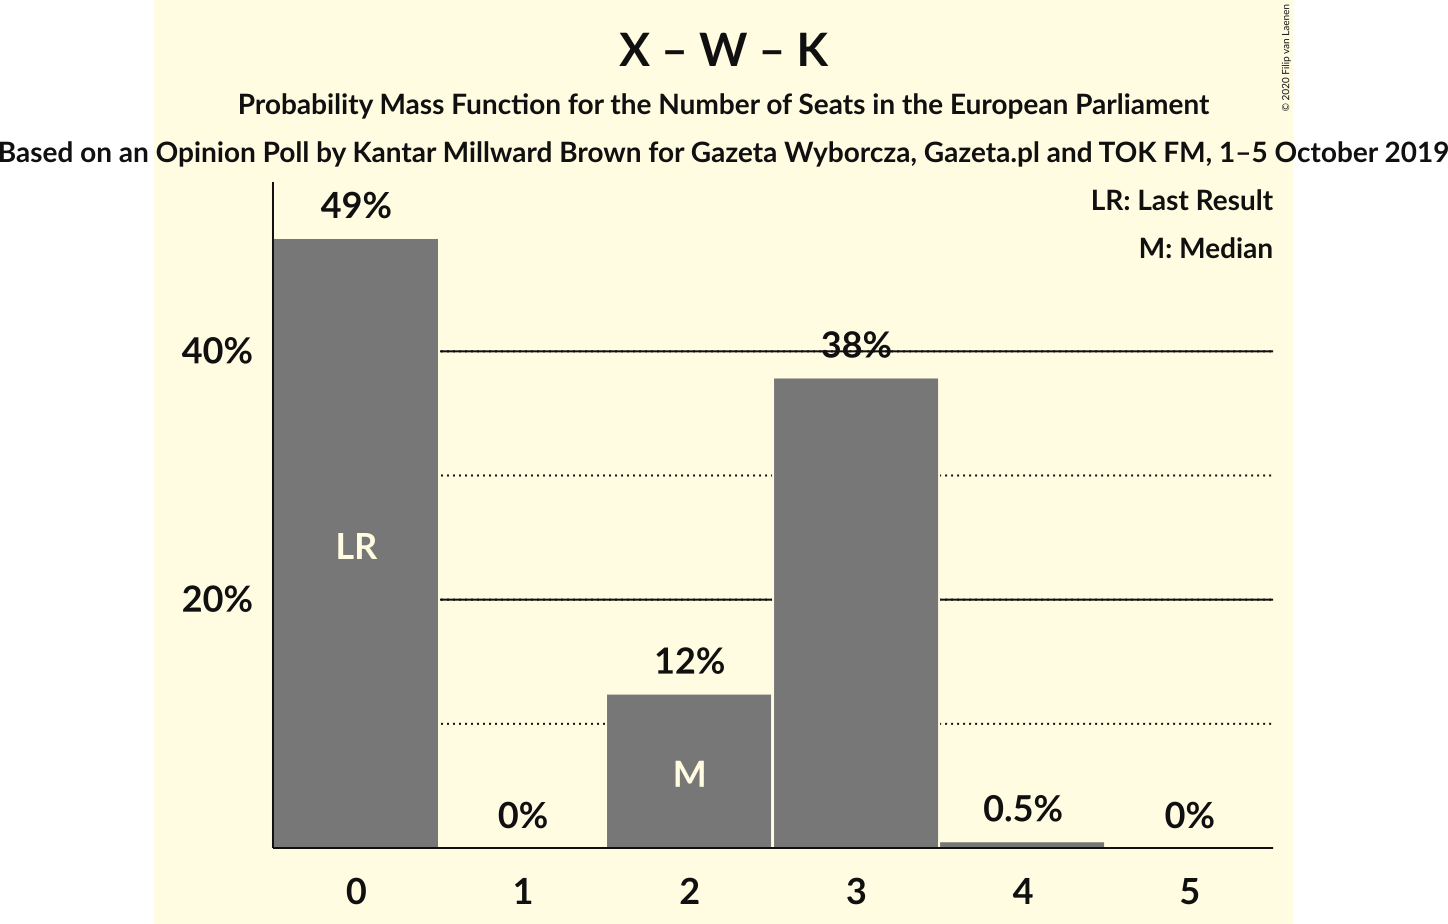 X – W – K
Probability Mass Function for the Number of Seats in the European Parliament
Based on an Opinion Poll by Kantar Millward Brown for Gazeta Wyborcza, Gazeta.pl and TOK FM, 1–5 October 2019
© 2020 Filip van Laenen
LR: Last Result
M: Median
49%
38%
40%
LR
20%
12%
M
0%
0.5%
0%
0 1 2 3 4 5